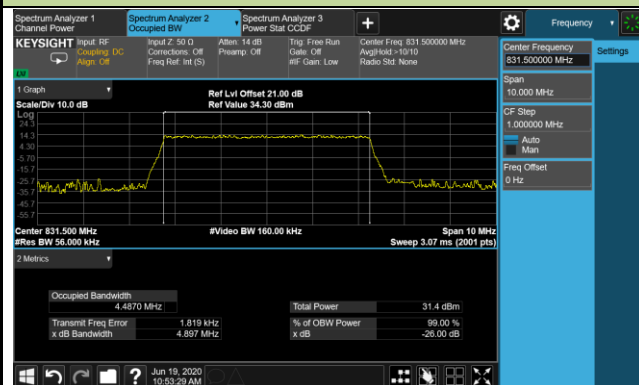 Spectrum Analyzer 1
Channel Power
Spectrum Analyzer 2
Occupied BW
Spectrum Analyzer 3
Power Stat CCDF
Frequency
KEYSIGHT
Input: RF
Coupling: DC
Align: Off
Input Z: 50 Ω
Corrections: Off
Freq Ref: Int (S)
Atten: 14 dB
Preamp: Off
Trig: Free Run
Gate: Off
#IF Gain: Low
Center Freq: 831.500000 MHz
Avg|Hold:>10/10
Radio Std: None
LXI
1 Graph
Scale/Div 10.0 dB
Ref Lvl Offset 21.00 dB
Ref Value 34.30 dBm
Log
24.3
14.3
4.30
-5.70
-15.7
-25.7
-35.7
-45.7
-55.7
Center 831.500 MHz
#Res BW 56.000 kHz
#Video BW 160.00 kHz
Span 10 MHz
Sweep 3.07 ms (2001 pts)
2 Metrics
Occupied Bandwidth
4.4870 MHz
Total Power 31.4 dBm
Transmit Freq Error 1.819 kHz
% of OBW Power 99.00 %
x dB Bandwidth 4.897 MHz
x dB -26.00 dB
Center Frequency
831.500000 MHz
Settings
Span
10.000 MHz
CF Step
1.000000 MHz
Auto
Man
Freq Offset
0 Hz
?
Jun 19, 2020
10:53:29 AM